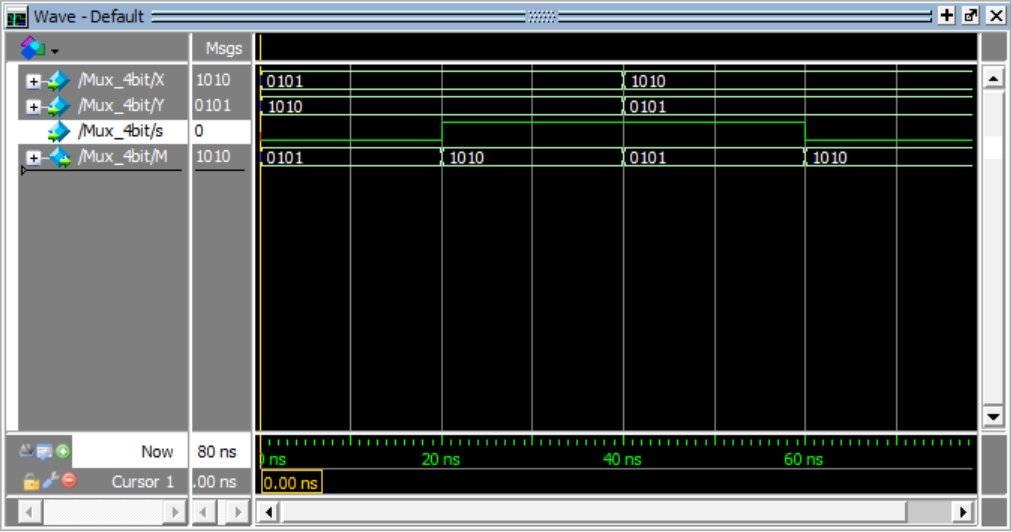 Wave - Default
Msgs
/Mux_4bit/X 1010 0101 1010
/Mux_4bit/Y 0101 1010 0101
/Mux_4bit/s 0
/Mux_4bit/M 1010 0101 1010 0101 1010
Now 80 ns ns 20 ns 40 ns 60 ns
Cursor 1 .00 ns 0.00 ns